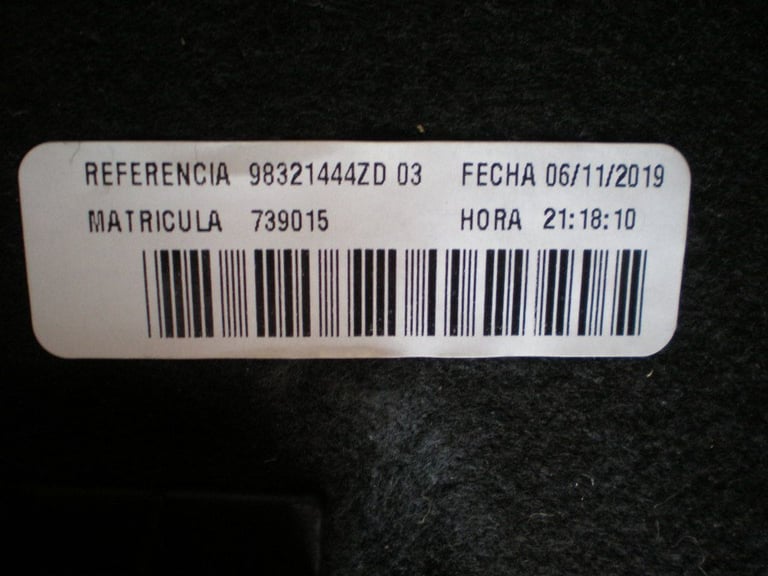 REFERENCIA 98321444ZD 03 FECHA 06/11/2019
MATRICULA 739015 HORA 21:18:10